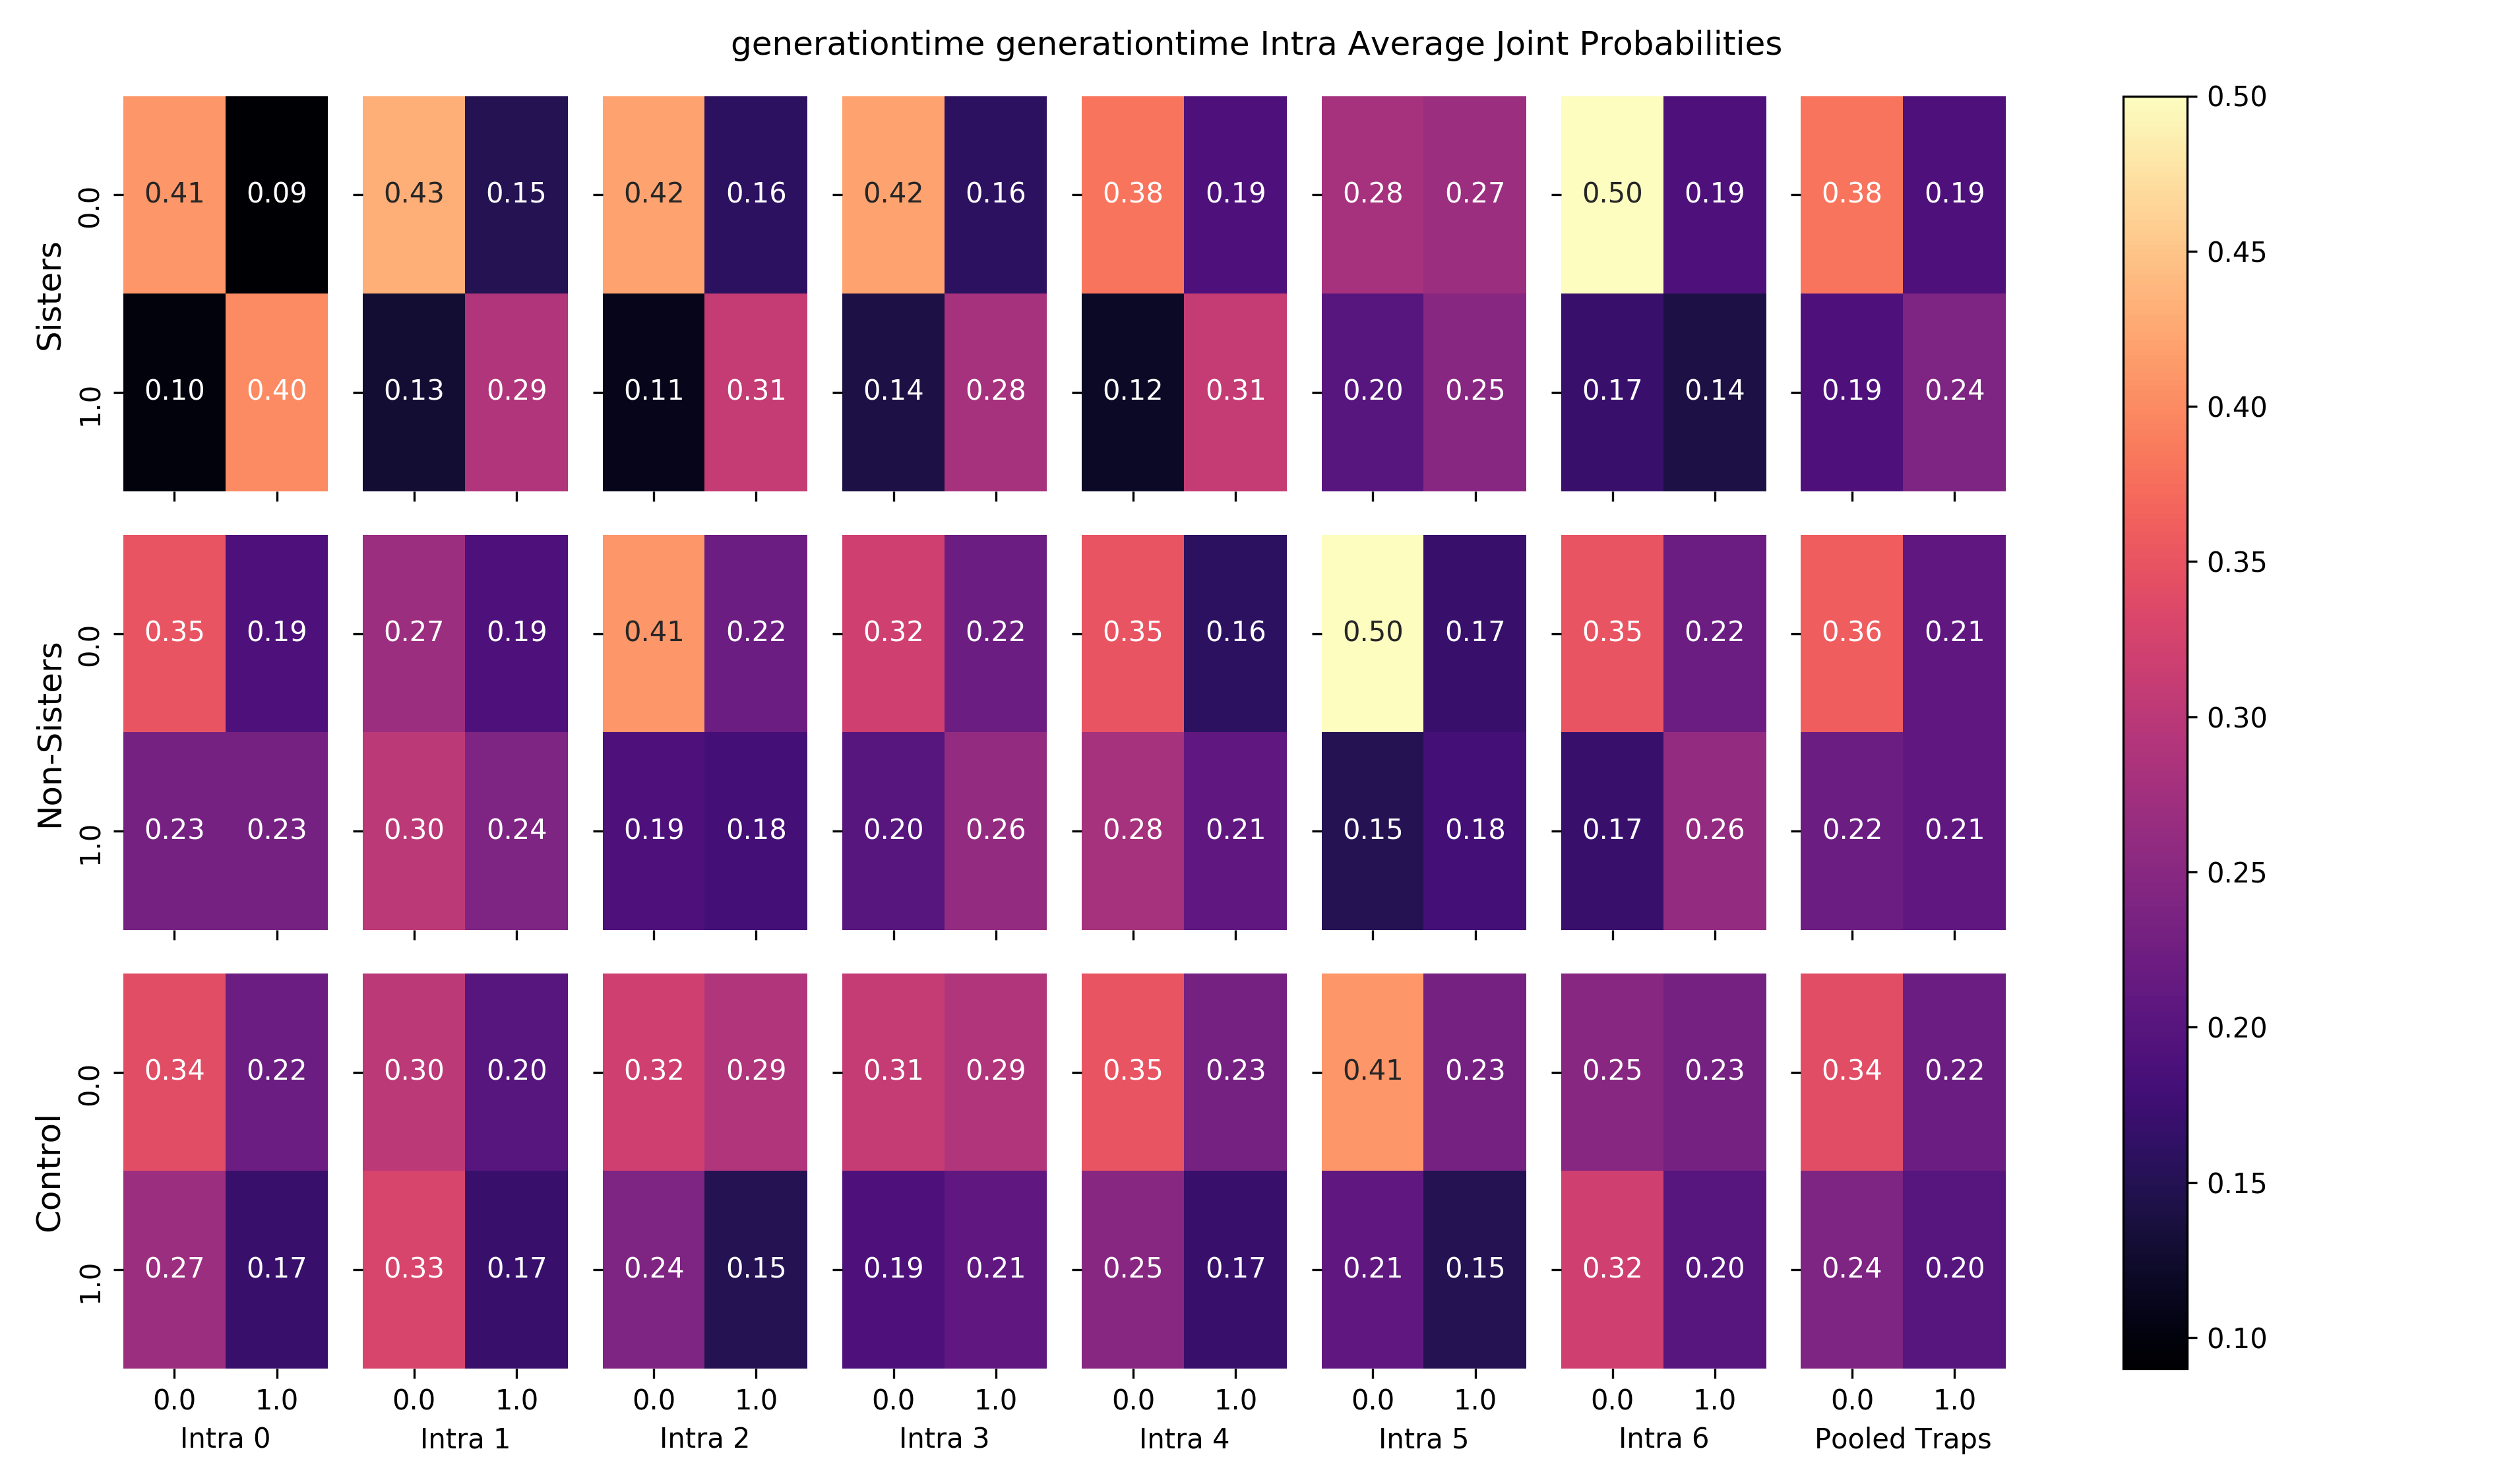 generationtime generationtime Intra Average Joint Probabilities
Sisters
0.0
0.41 0.09 0.43 0.15 0.42 0.16 0.42 0.16 0.38 0.19 0.28 0.27 0.50 0.19 0.38 0.19
1.0
0.10 0.40 0.13 0.29 0.11 0.31 0.14 0.28 0.12 0.31 0.20 0.25 0.17 0.14 0.19 0.24
Non-Sisters
0.0
0.35 0.19 0.27 0.19 0.41 0.22 0.32 0.22 0.35 0.16 0.50 0.17 0.35 0.22 0.36 0.21
1.0
0.23 0.23 0.30 0.24 0.19 0.18 0.20 0.26 0.28 0.21 0.15 0.18 0.17 0.26 0.22 0.21
Control
0.0
0.34 0.22 0.30 0.20 0.32 0.29 0.31 0.29 0.35 0.23 0.41 0.23 0.25 0.23 0.34 0.22
1.0
0.27 0.17 0.33 0.17 0.24 0.15 0.19 0.21 0.25 0.17 0.21 0.15 0.32 0.20 0.24 0.20
0.0 1.0 0.0 1.0 0.0 1.0 0.0 1.0 0.0 1.0 0.0 1.0 0.0 1.0 0.0 1.0
Intra 0 Intra 1 Intra 2 Intra 3 Intra 4 Intra 5 Intra 6 Pooled Traps
0.50
0.45
0.40
0.35
0.30
0.25
0.20
0.15
0.10